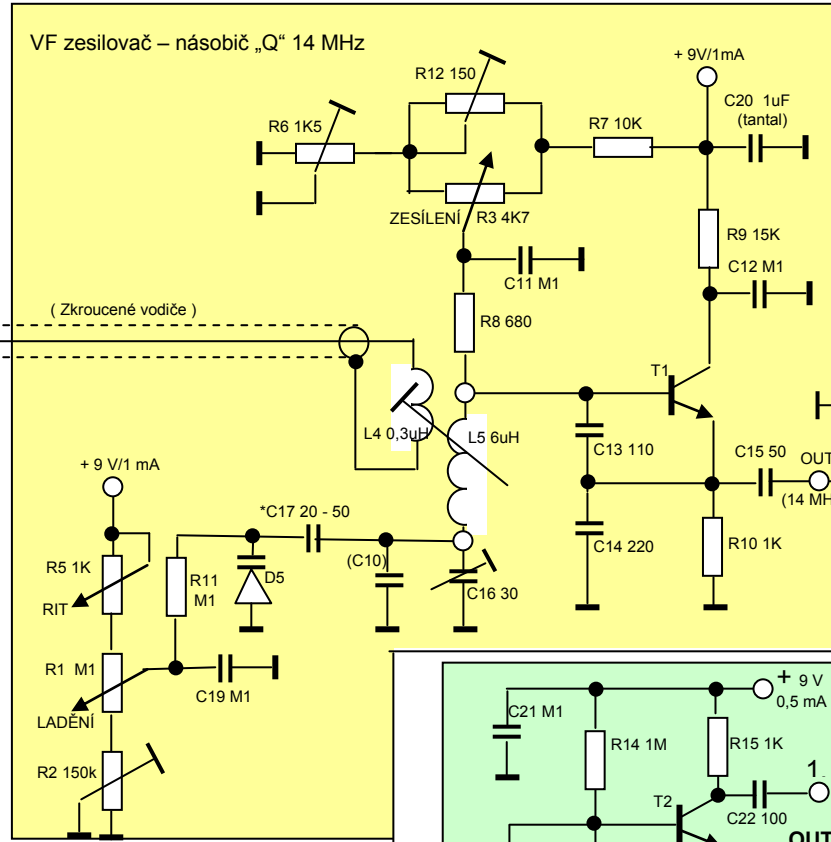 VF zesilovač – násobič „Q“ 14 MHz
+ 9V/1mA
R12 150
C20 1uF
(tantal)
R6 1K5
R7 10K
ZESÍLENÍ
R3 4K7
R9 15K
C11 M1
C12 M1
( Zkroucené vodiče )
R8 680
T1
L4 0,3uH
L5 6uH
C13 110
C15 50
OUT
(14 MH
+ 9 V/1 mA
*C17 20 - 50
(C10)
C14 220
R10 1K
R5 1K
RIT
R11
M1
D5
C16 30
R1 M1
LADĚNÍ
C19 M1
R2 150k
+ 9 V
0,5 mA
C21 M1
R14 1M
R15 1K
1
T2
C22 100
OUT